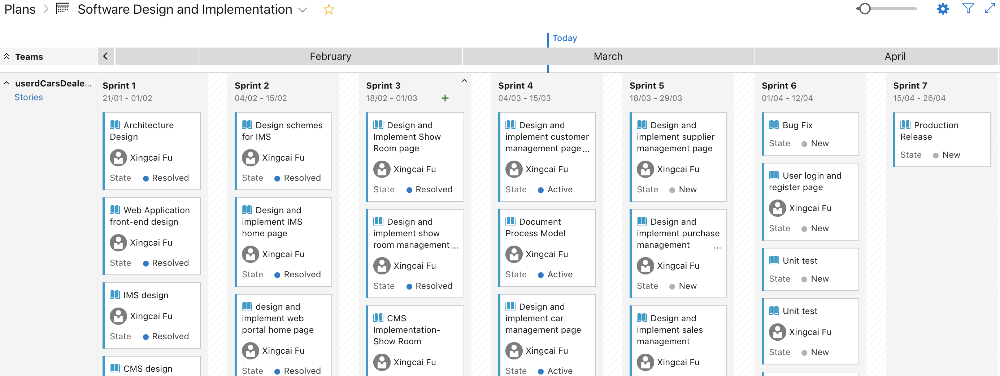 Plans > Software Design and Implementation
Today
Teams
February
March
April
userdCarsDeale...
Stories
Sprint 1
21/01 - 01/02
Architecture
Design
Xingcai Fu
State Resolved
Web Application
front-end design
Xingcai Fu
State Resolved
IMS design
Xingcai Fu
State Resolved
CMS design
Sprint 2
04/02 - 15/02
Design schemes
for IMS
Xingcai Fu
State Resolved
Design and
implement IMS
home page
Xingcai Fu
State Resolved
design and
implement web
portal home page
Xingcai Fu
State Resolved
Sprint 3
18/02 - 01/03
Design and
Implement Show
Room page
Xingcai Fu
State Resolved
Design and
implement show
room management...
Xingcai Fu
State Resolved
CMS
Implementation-
Show Room
Xingcai Fu
Sprint 4
04/03 - 15/03
Design and
implement customer
management page...
Xingcai Fu
State Active
Document
Process Model
Xingcai Fu
State Active
Design and
implement car
management page
Xingcai Fu
State Active
Sprint 5
18/03 - 29/03
Design and
implement supplier
management page
Xingcai Fu
State New
Design and
implement purchase
management ...
Xingcai Fu
State New
Design and
implement sales
management
Xingcai Fu
Sprint 6
01/04 - 12/04
Bug Fix
State New
User login and
register page
Xingcai Fu
State New
Unit test
State New
Unit test
Xingcai Fu
State New
Sprint 7
15/04 - 26/04
Production
Release
State New